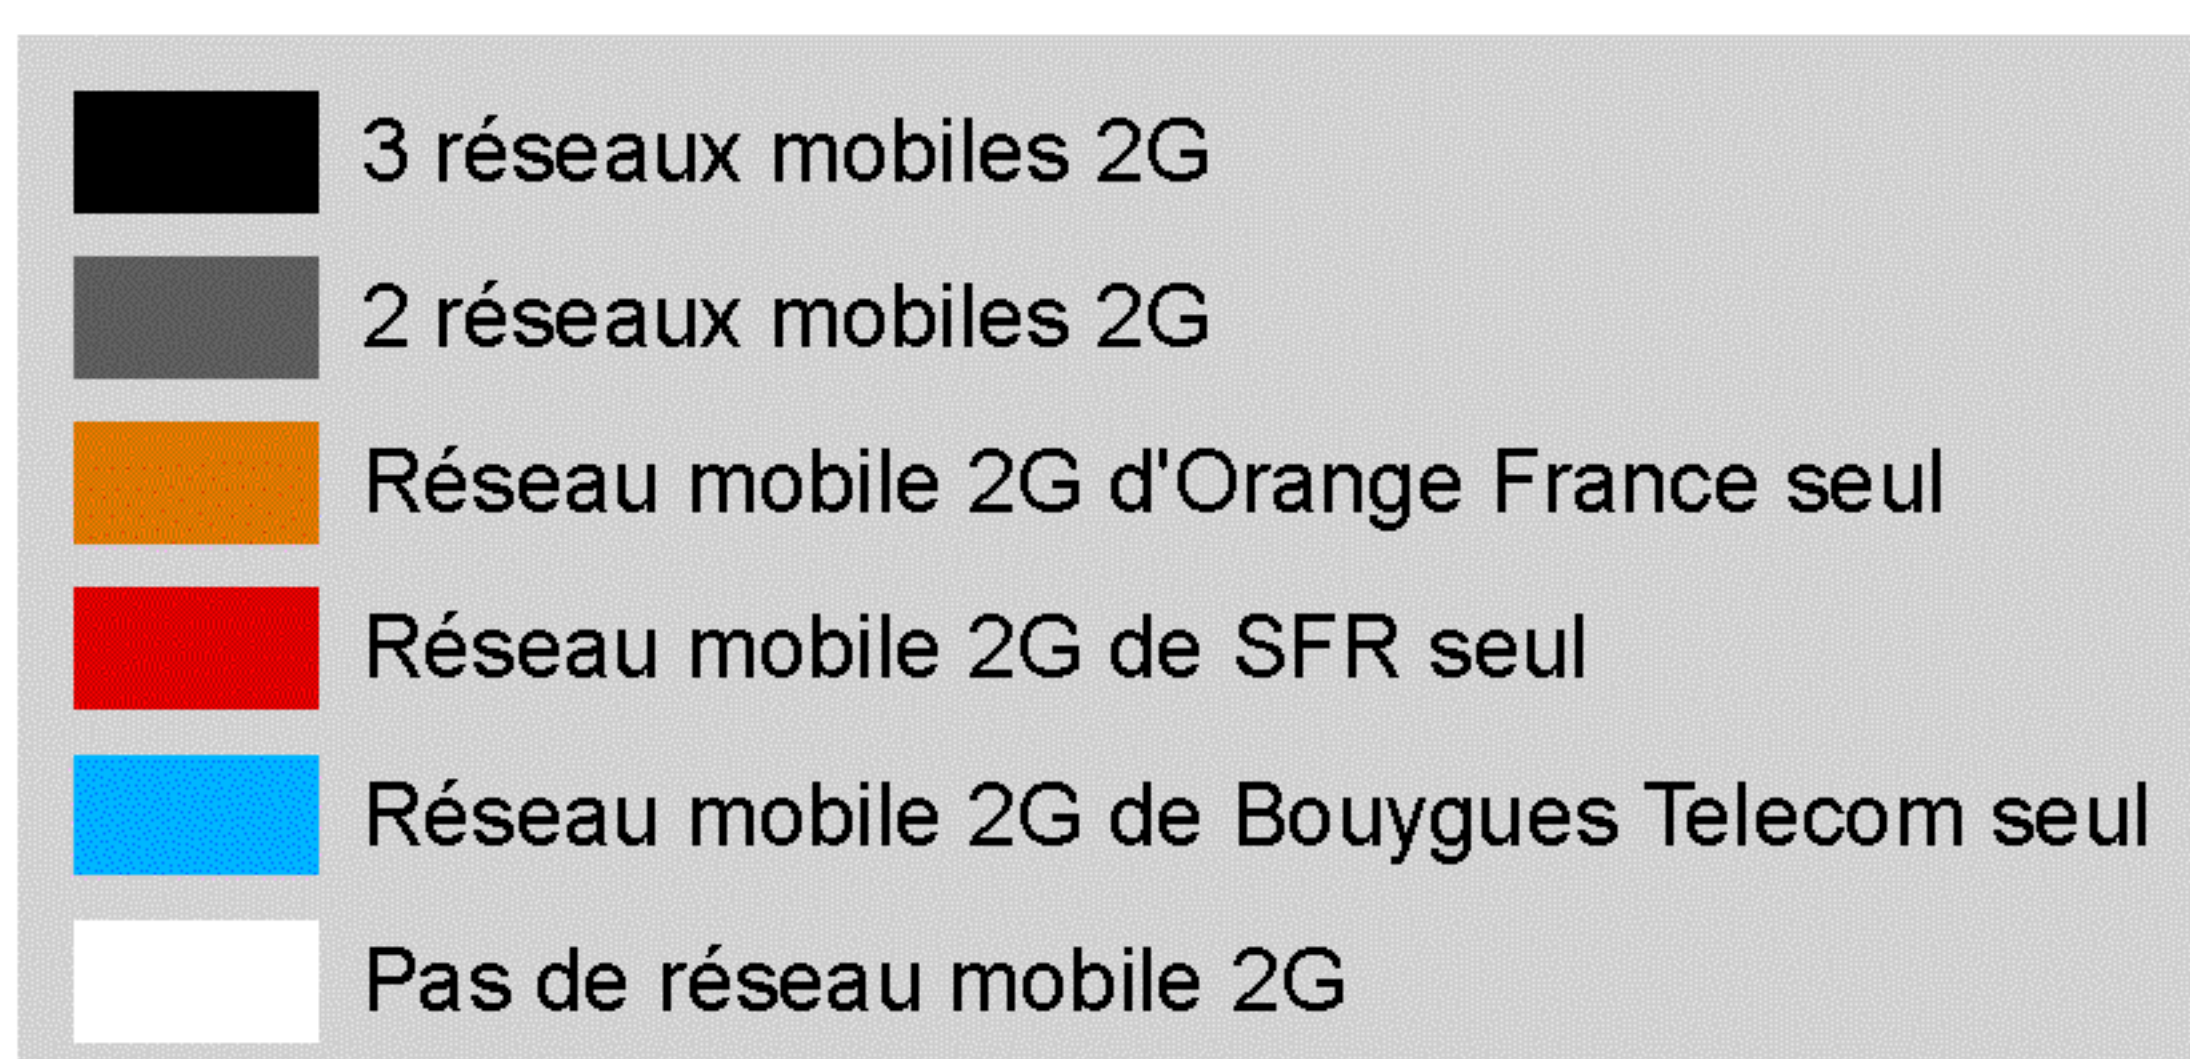 3 réseaux mobiles 2G
2 réseaux mobiles 2G
Réseau mobile 2G d'Orange France seul
Réseau mobile 2G de SFR seul
Réseau mobile 2G de Bouygues Telecom seul
Pas de réseau mobile 2G